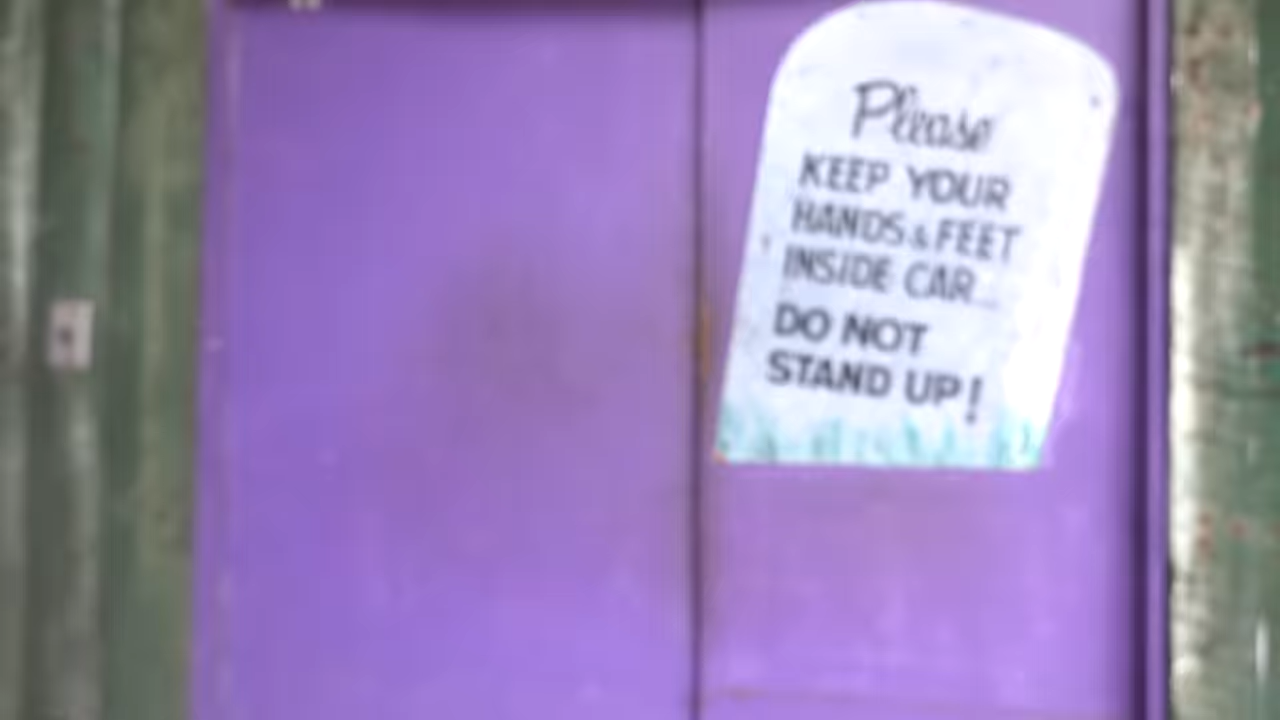 Please
KEEP YOUR
HANDS & FEET
INSIDE CAR...
DO NOT
STAND UP!